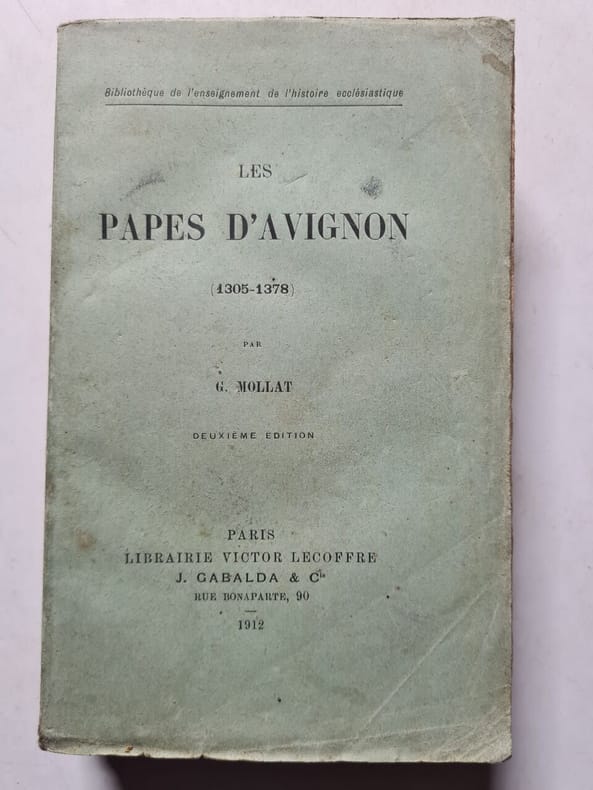 Bibliothèque de l'enseignement de l'histoire ecclésiastique
LES
PAPES D'AVIGNON
(1305-1378)
PAR
G. MOLLAT
DEUXIÈME ÉDITION
PARIS
LIBRAIRIE VICTOR LECOFFRE
J. GABALDA & Cie
RUE BONAPARTE, 90
1912